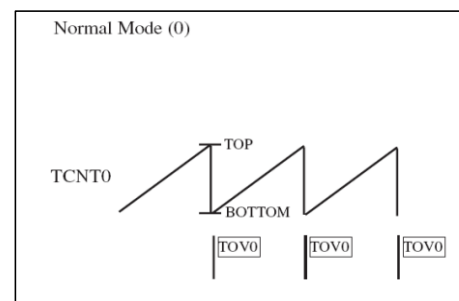 Normal Mode (0)
TOP
TCNT0
BOTTOM
TOV0 TOV0 TOV0